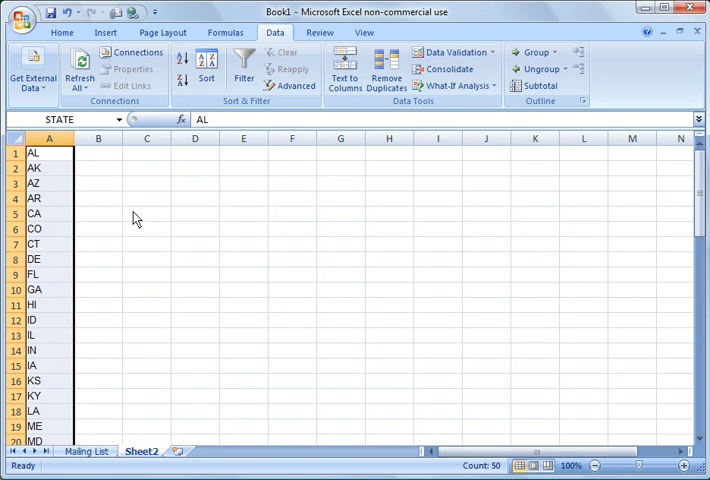 Book1 - Microsoft Excel non-commercial use
Home Insert Page Layout Formulas Data Review View
Get External Data
Refresh All
Connections
Properties
Edit Links
Connections
Sort
Filter
Clear
Reapply
Advanced
Sort & Filter
Text to Columns
Remove Duplicates
Data Validation
Consolidate
What-If Analysis
Data Tools
Group
Ungroup
Subtotal
Outline
STATE fx AL
A B C D E F G H I J K L M N
1 AL
2 AK
3 AZ
4 AR
5 CA
6 CO
7 CT
8 DE
9 FL
10 GA
11 HI
12 ID
13 IL
14 IN
15 IA
16 KS
17 KY
18 LA
19 ME
20 MD
Mailing List Sheet2
Ready Count: 50 100%